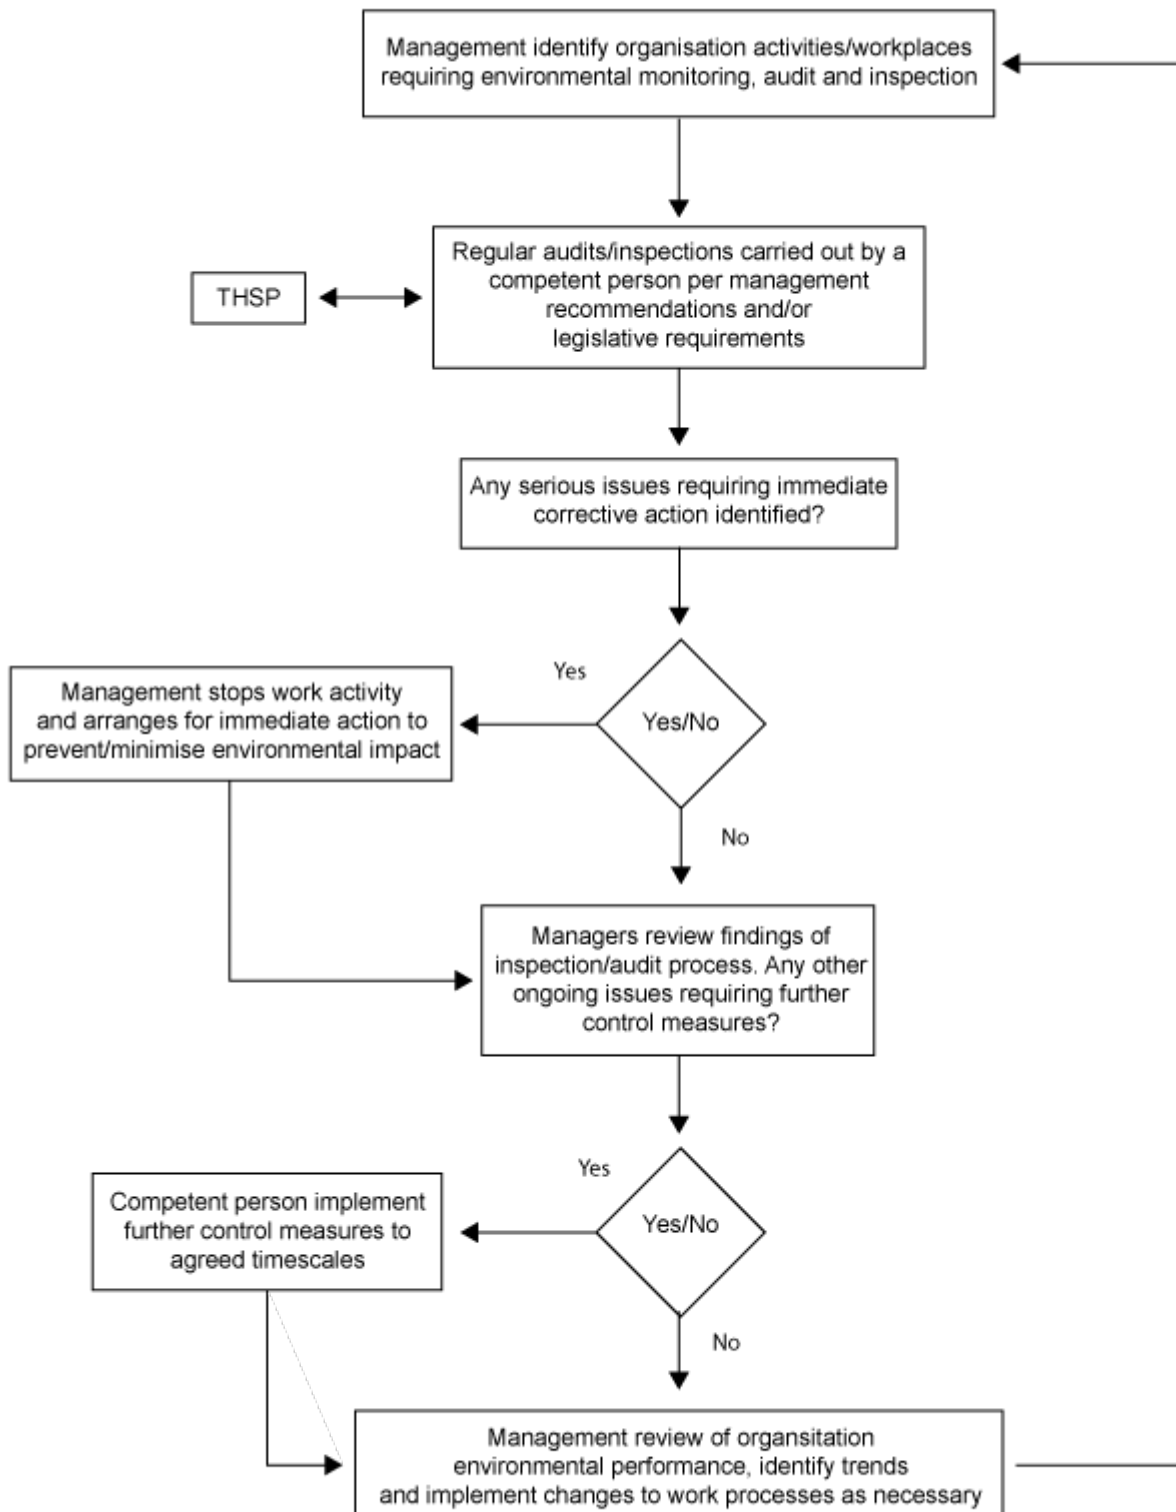 Management identify organisation activities/workplaces
requiring environmental monitoring, audit and inspection
Regular audits/inspections carried out by a
competent person per management
recommendations and/or
legislative requirements
THSP
Any serious issues requiring immediate
corrective action identified?
Yes
Yes/No
Management stops work activity
and arranges for immediate action to
prevent/minimise environmental impact
No
Managers review findings of
inspection/audit process. Any other
ongoing issues requiring further
control measures?
Yes
Yes/No
Competent person implement
further control measures to
agreed timescales
No
Management review of organsitation
environmental performance, identify trends
and implement changes to work processes as necessary